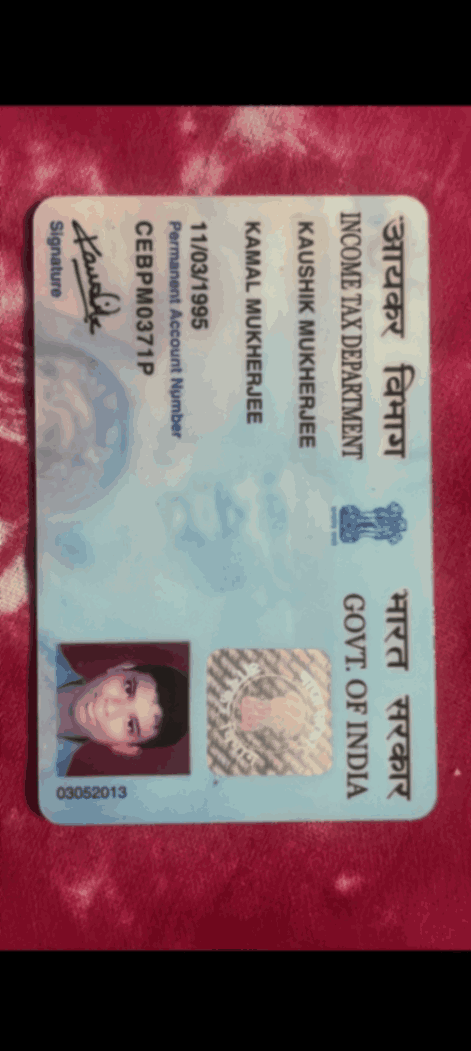 आयकर विभाग भारत सरकार
INCOME TAX DEPARTMENT GOVT. OF INDIA
KAUSHIK MUKHERJEE
KAMAL MUKHERJEE
11/03/1995
Permanent Account Number
CEBPM0371P
Signature
03052013